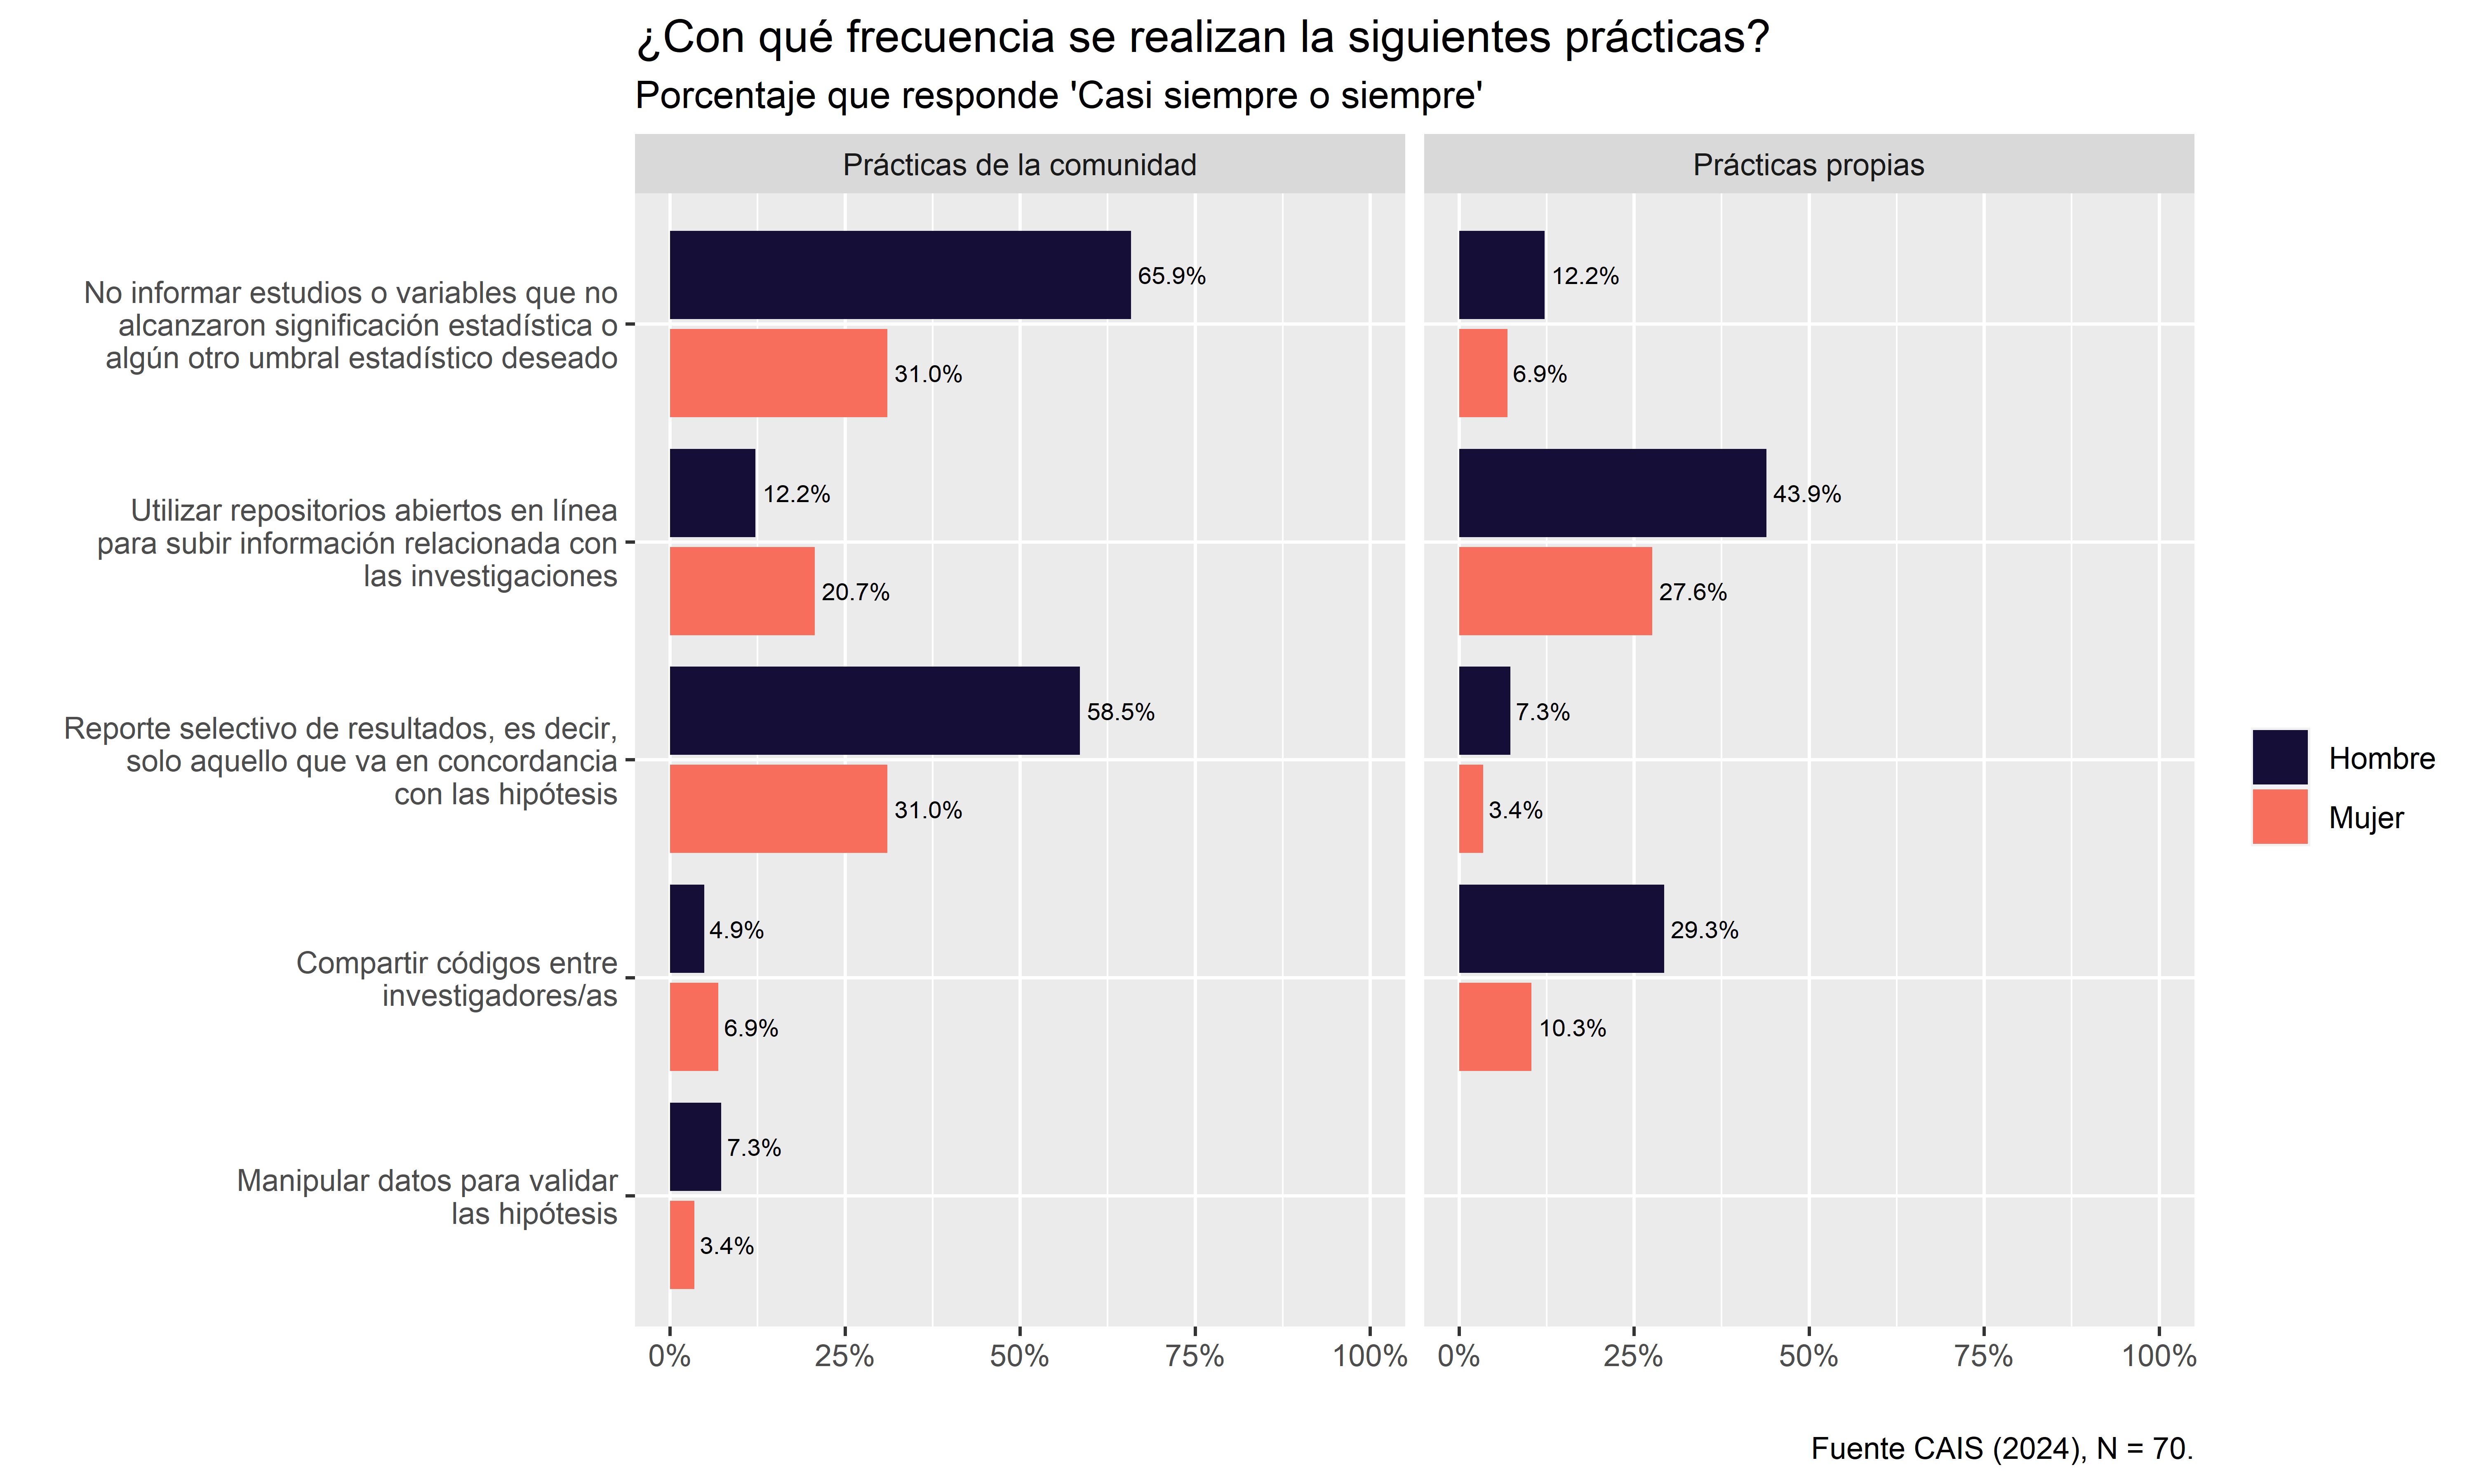 ¿Con qué frecuencia se realizan la siguientes prácticas?
Porcentaje que responde 'Casi siempre o siempre'
Prácticas de la comunidad
Prácticas propias
No informar estudios o variables que no
alcanzaron significación estadística o
algún otro umbral estadístico deseado
65.9%
31.0%
12.2%
6.9%
Utilizar repositorios abiertos en línea
para subir información relacionada con
las investigaciones
12.2%
20.7%
43.9%
27.6%
Reporte selectivo de resultados, es decir,
solo aquello que va en concordancia
con las hipótesis
58.5%
31.0%
7.3%
3.4%
Compartir códigos entre
investigadores/as
4.9%
6.9%
29.3%
10.3%
Manipular datos para validar
las hipótesis
7.3%
3.4%
0% 25% 50% 75% 100%
0% 25% 50% 75% 100%
Hombre
Mujer
Fuente CAIS (2024), N = 70.